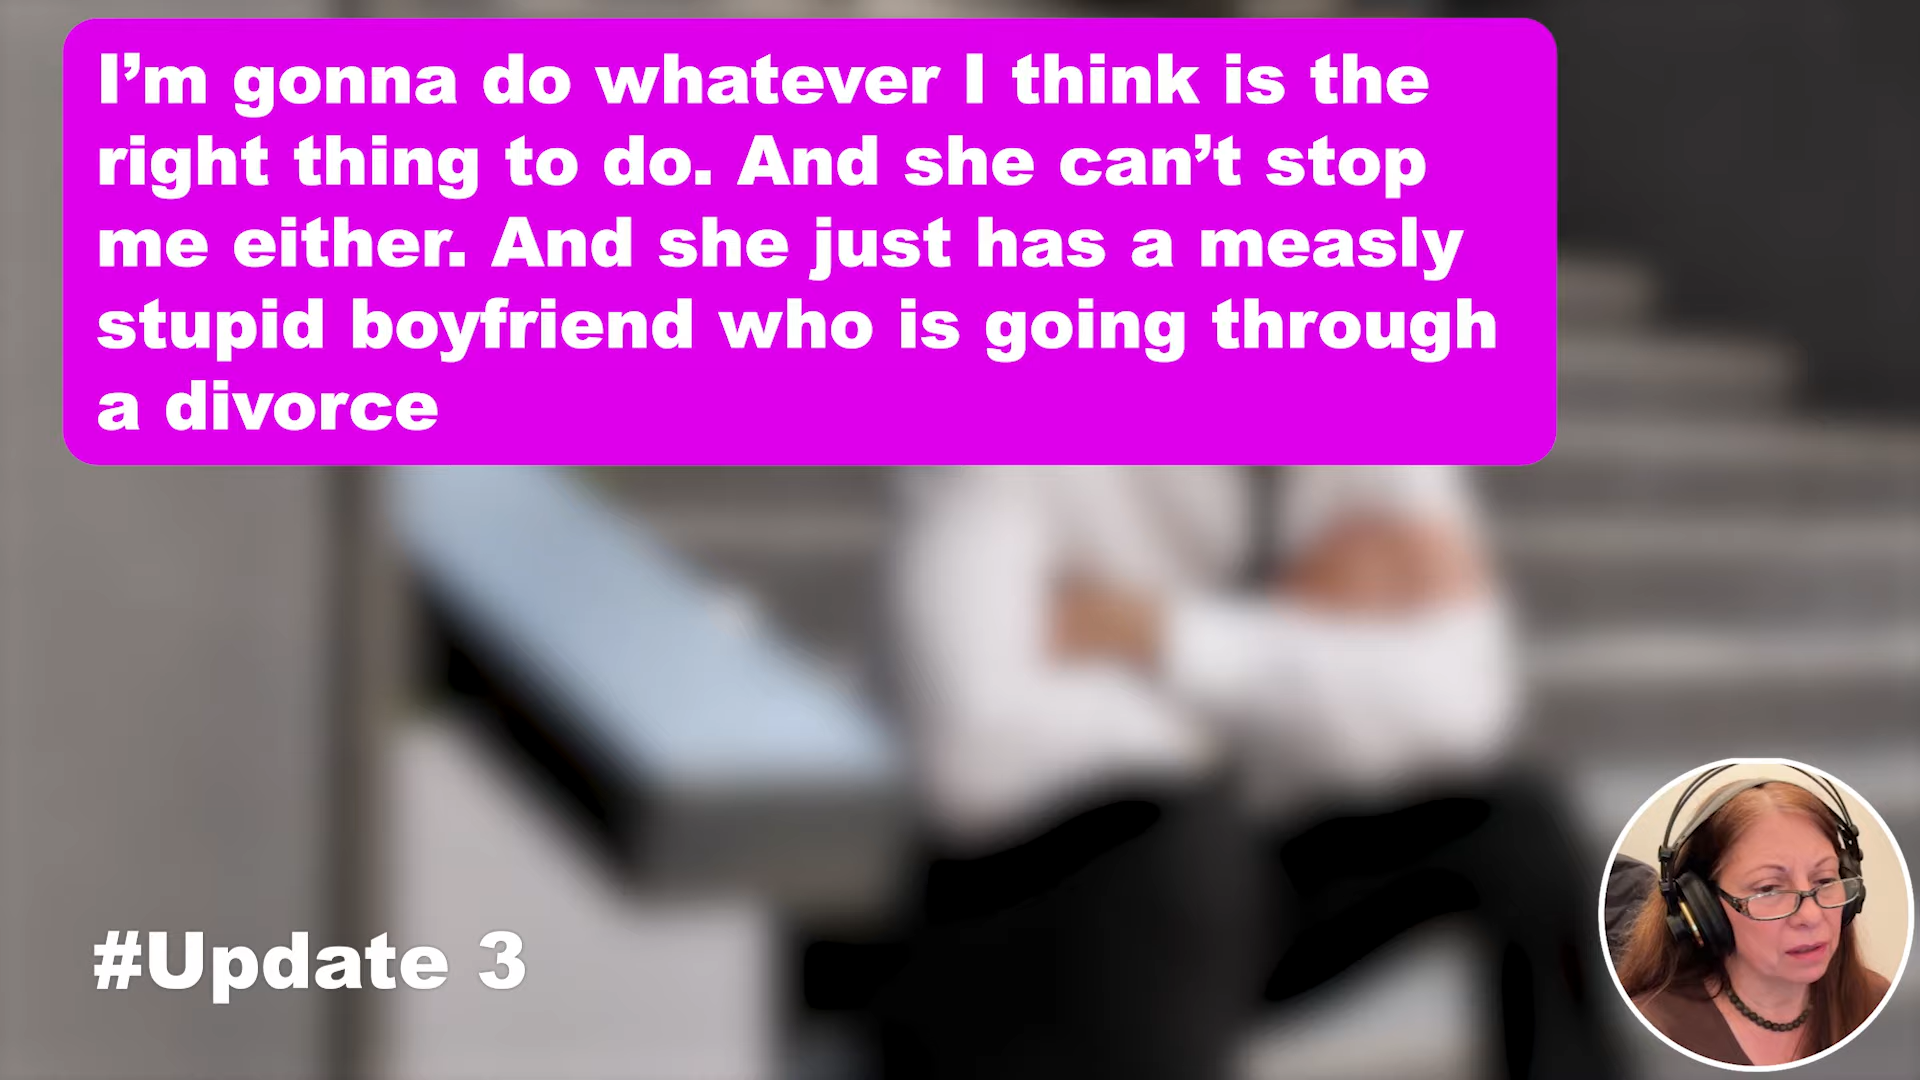 I’m gonna do whatever I think is the
right thing to do. And she can’t stop
me either. And she just has a measly
stupid boyfriend who is going through
a divorce
#Update 3